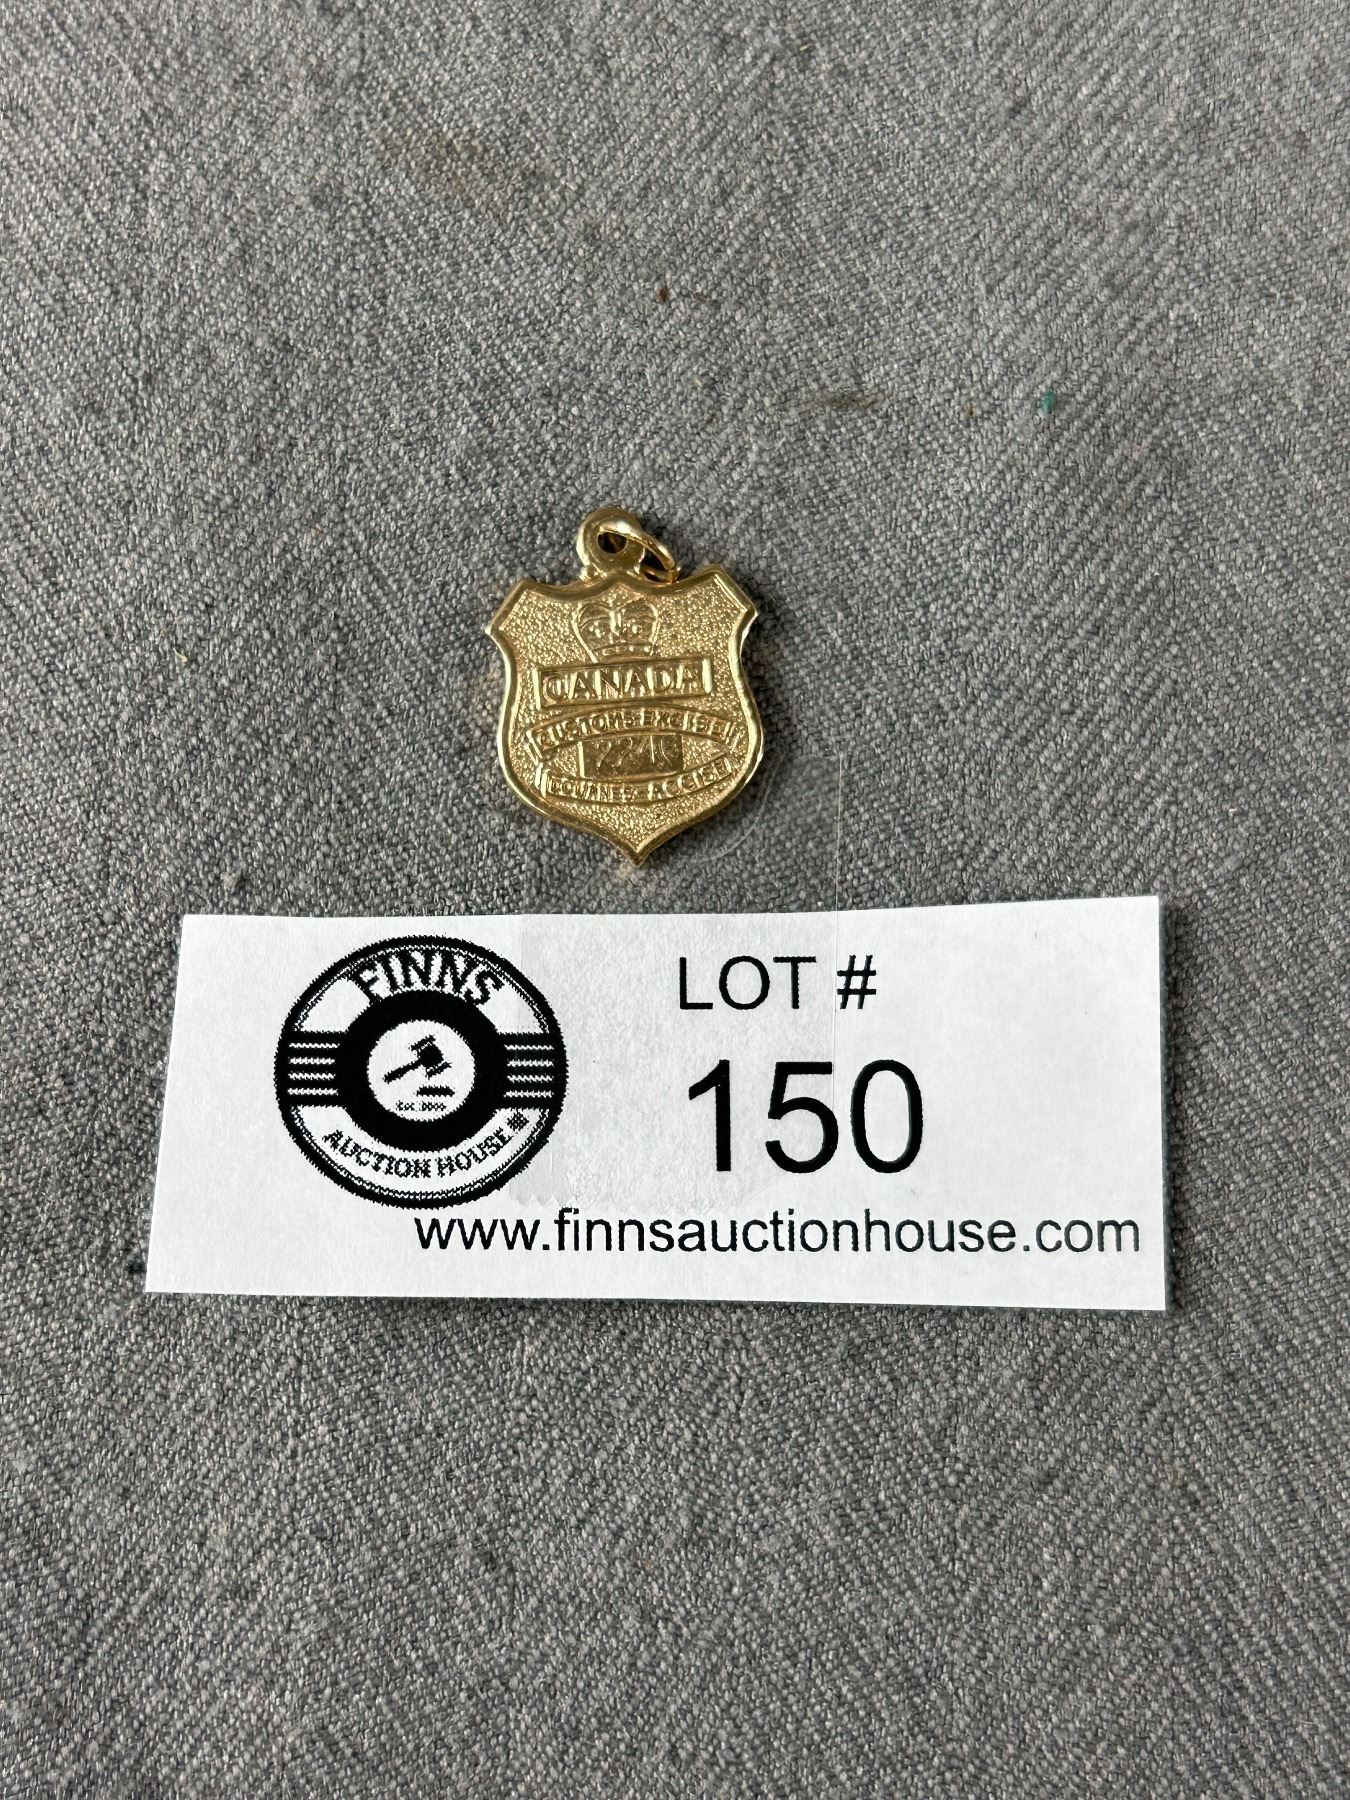 CANADA
CUSTOMS-EXCISE
DOUANES-ACCISE
FINNS
AUCTION HOUSE
LOT #
150
www.finnsauctionhouse.com